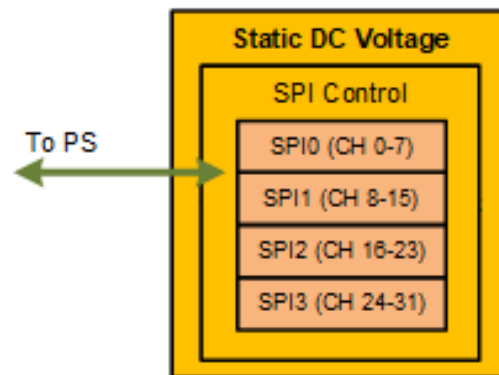 Static DC Voltage
SPI Control
To PS
SPI0 (CH 0-7)
SPI1 (CH 8-15)
SPI2 (CH 16-23)
SPI3 (CH 24-31)